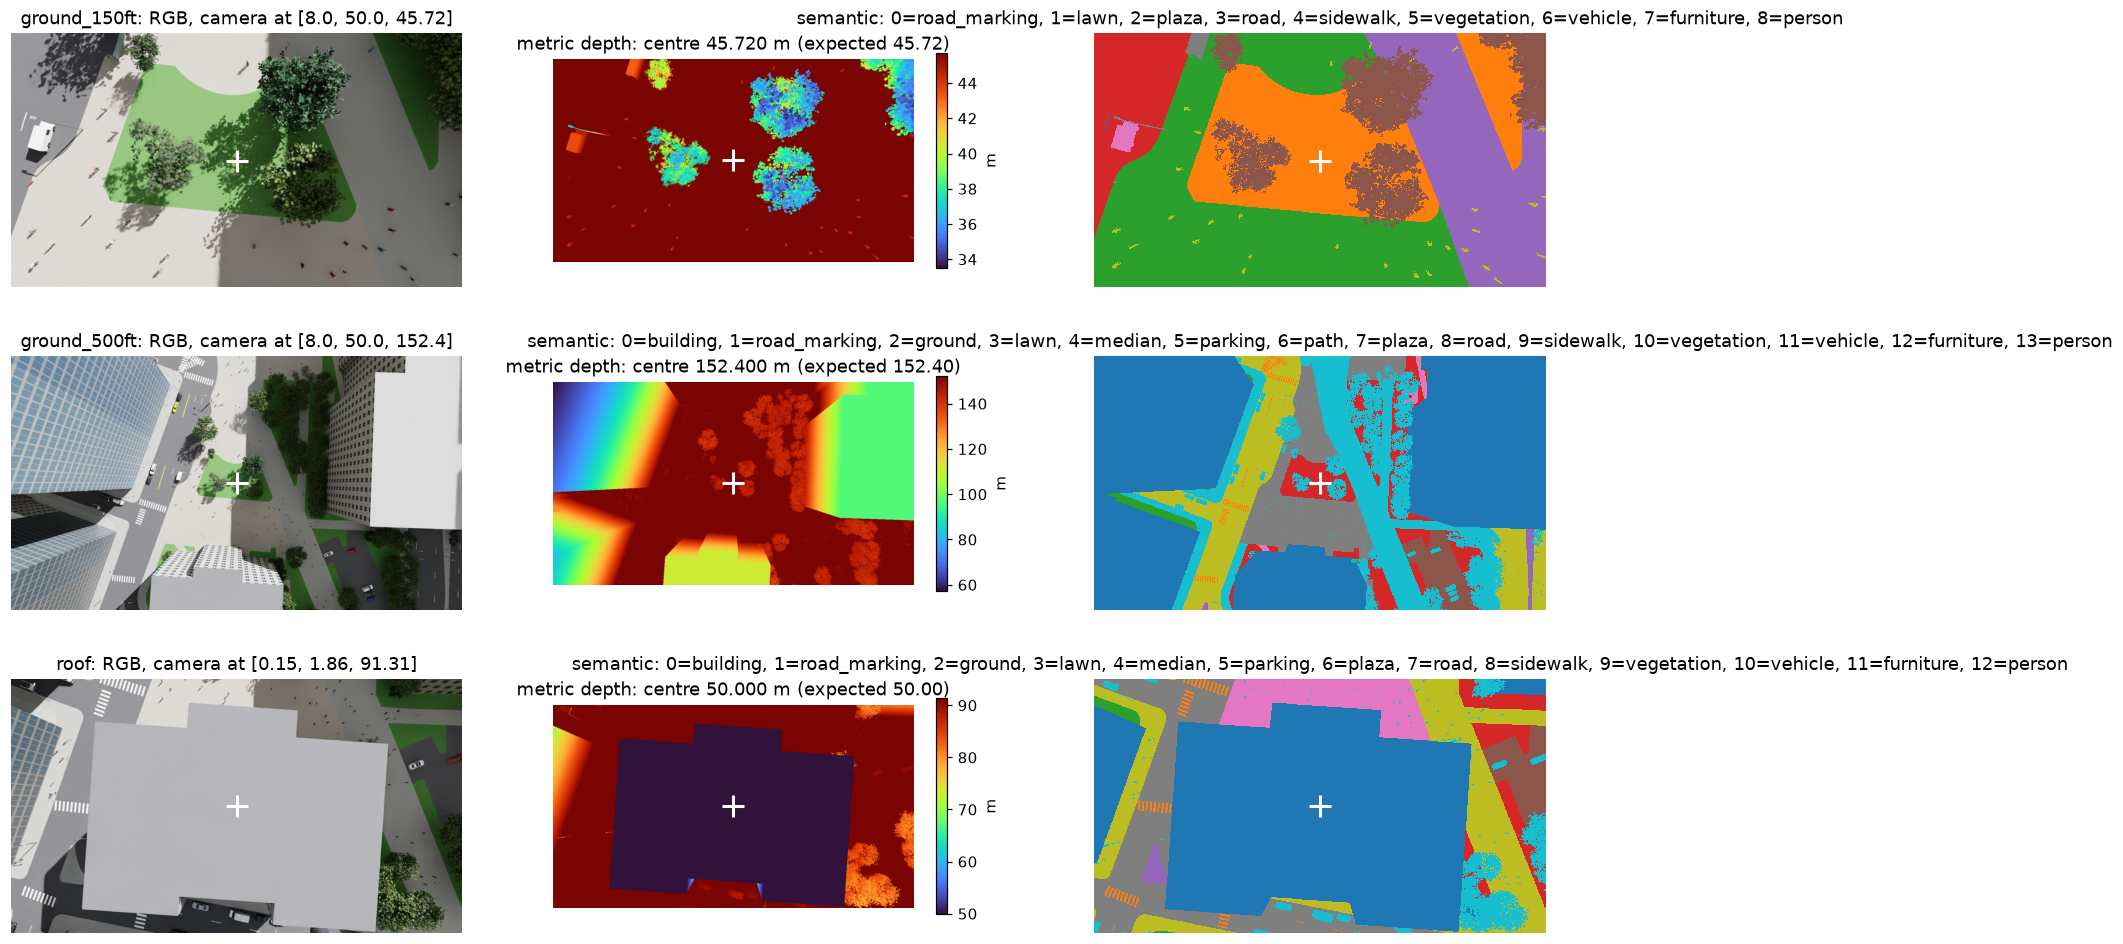 ground_150ft: RGB, camera at [8.0, 50.0, 45.72]
semantic: 0=road_marking, 1=lawn, 2=plaza, 3=road, 4=sidewalk, 5=vegetation, 6=vehicle, 7=furniture, 8=person
metric depth: centre 45.720 m (expected 45.72)
44
42
40
38
36
34
m
ground_500ft: RGB, camera at [8.0, 50.0, 152.4]
semantic: 0=building, 1=road_marking, 2=ground, 3=lawn, 4=median, 5=parking, 6=path, 7=plaza, 8=road, 9=sidewalk, 10=vegetation, 11=vehicle, 12=furniture, 13=person
metric depth: centre 152.400 m (expected 152.40)
140
120
100
80
60
m
roof: RGB, camera at [0.15, 1.86, 91.31]
semantic: 0=building, 1=road_marking, 2=ground, 3=lawn, 4=median, 5=parking, 6=plaza, 7=road, 8=sidewalk, 9=vegetation, 10=vehicle, 11=furniture, 12=person
metric depth: centre 50.000 m (expected 50.00)
90
80
70
60
50
m